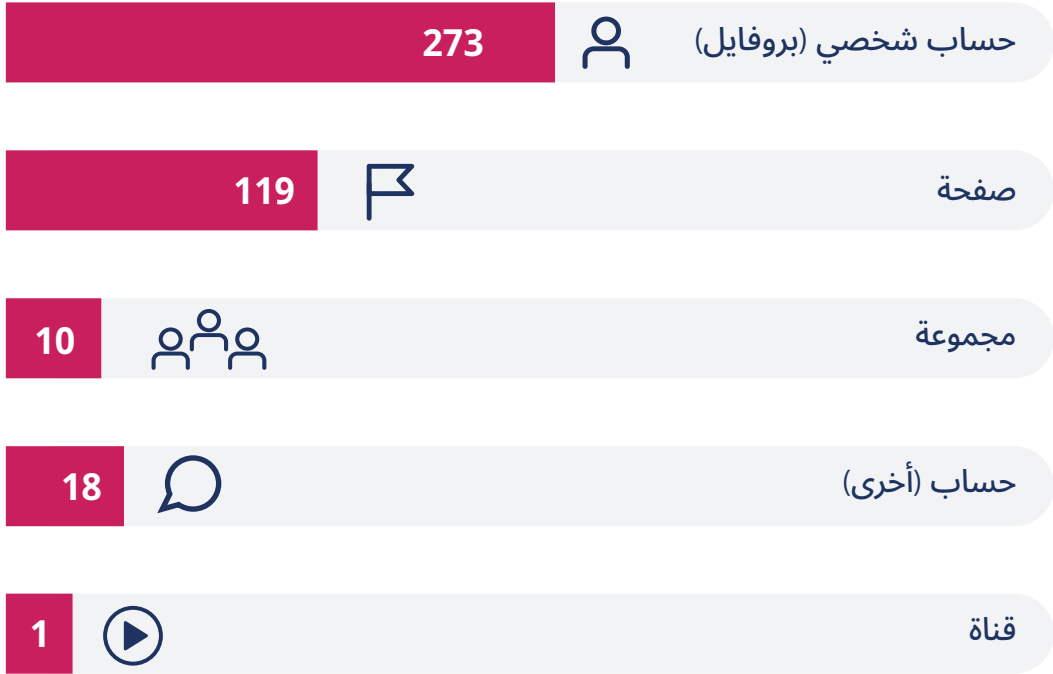 حساب شخصي (بروفايل)
273
صفحة
119
مجموعة
10
حساب (أخرى)
18
قناة
1